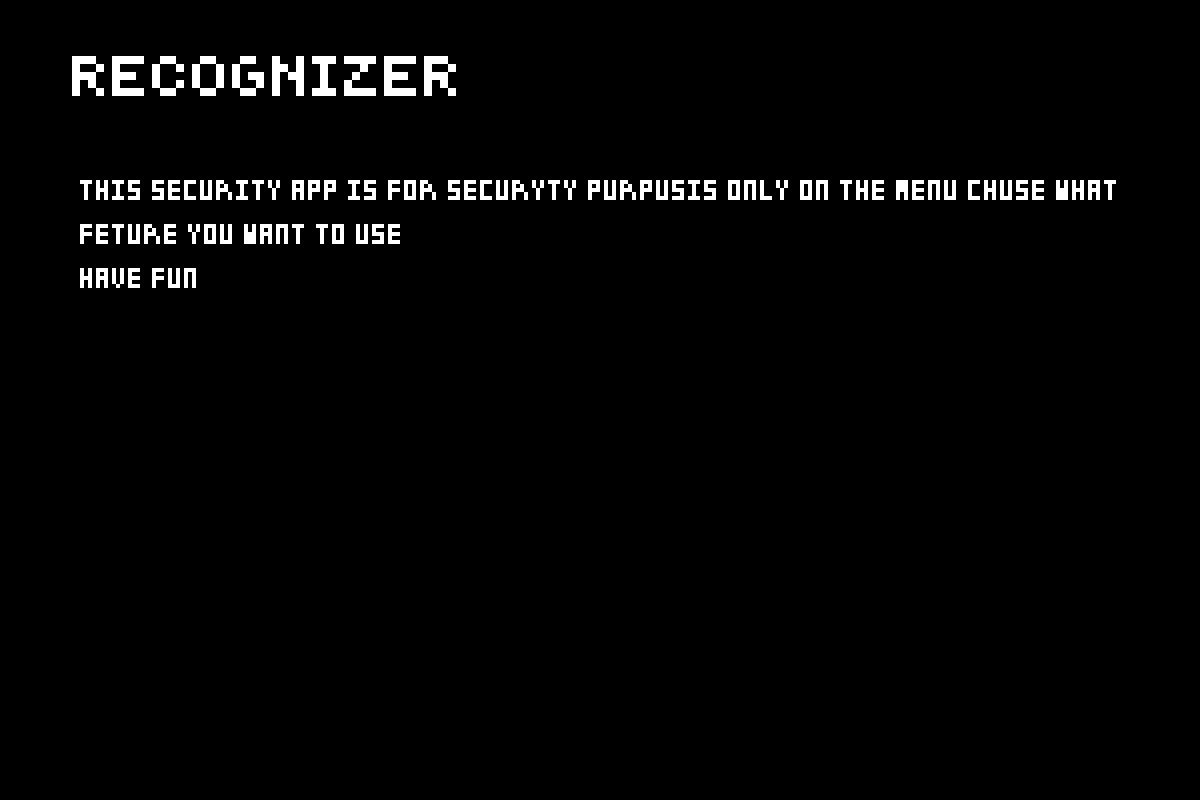 RECOGNIZER
THIS SECURITY APP IS FOR SECURYTY PURPUSIS ONLY ON THE MENU CHUSE WHAT
FETURE YOU WANT TO USE
HAVE FUN